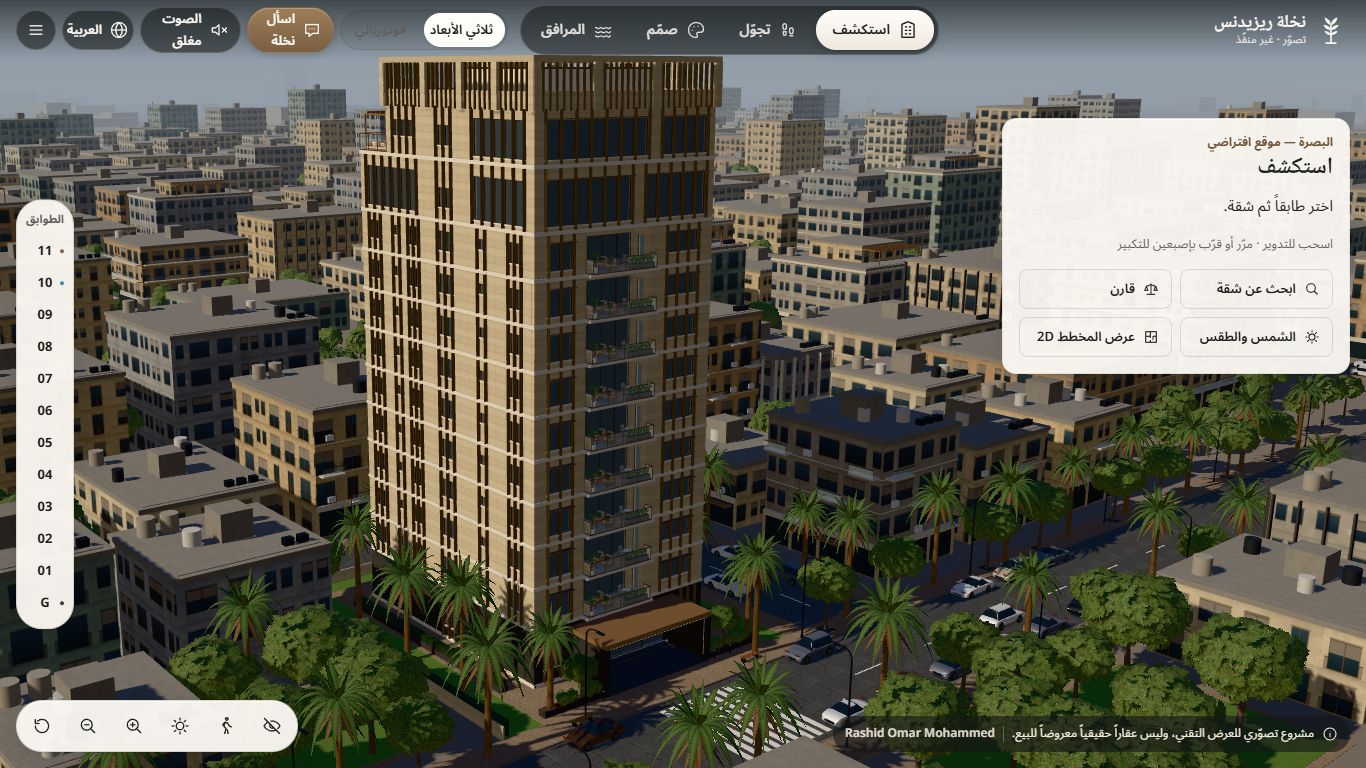 نخلة ريزيدنس
تصوّر · غير منفّذ
استكشف
تجوّل
صمّم
المرافق
ثلاثي الأبعاد
فوتوريالي
اسأل نخلة
الصوت مغلق
العربية
البصرة — موقع افتراضي
استكشف
اختر طابقاً ثم شقة.
اسحب للتدوير · مرّر أو قرّب بإصبعين للتكبير
ابحث عن شقة
قارن
الشمس والطقس
عرض المخطط 2D
الطوابق
11
10
09
08
07
06
05
04
03
02
01
G
مشروع تصوّري للعرض التقني، وليس عقاراً حقيقياً معروضاً للبيع.
Rashid Omar Mohammed